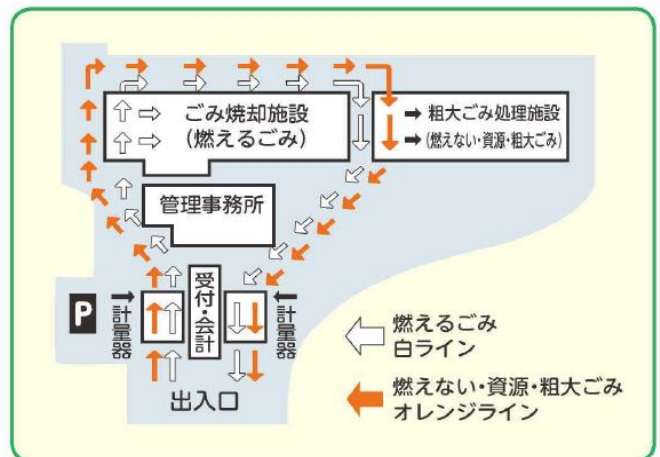 ごみ焼却施設
(燃えるごみ)
➡ 粗大ごみ処理施設
➡ (燃えない・資源・粗大ごみ)
管理事務所
P
計量器
受付・会計
計量器
出入口
燃えるごみ
白ライン
燃えない・資源・粗大ごみ
オレンジライン